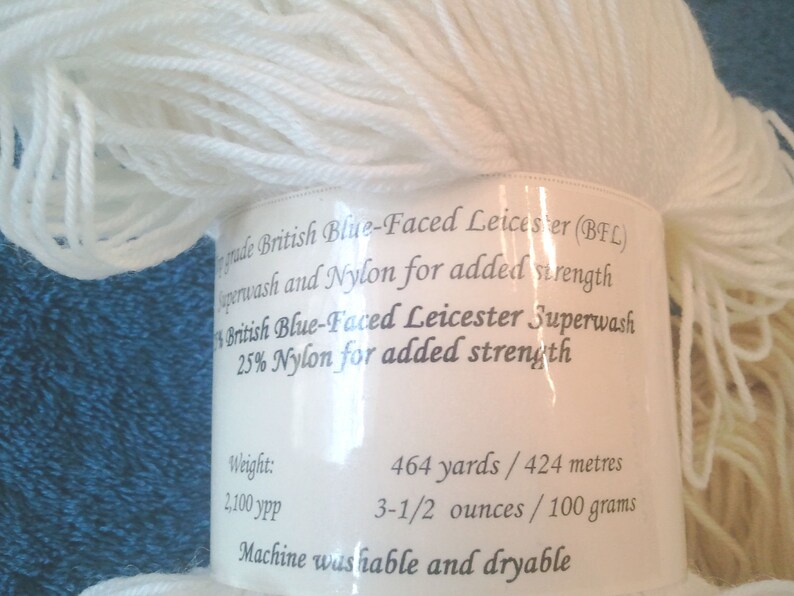 grade British Blue-Faced Leicester (BFL)
Superwash and Nylon for added strength
% British Blue-Faced Leicester Superwash
25% Nylon for added strength
Weight: 464 yards / 424 metres
2,100 ypp 3-1/2 ounces / 100 grams
Machine washable and dryable